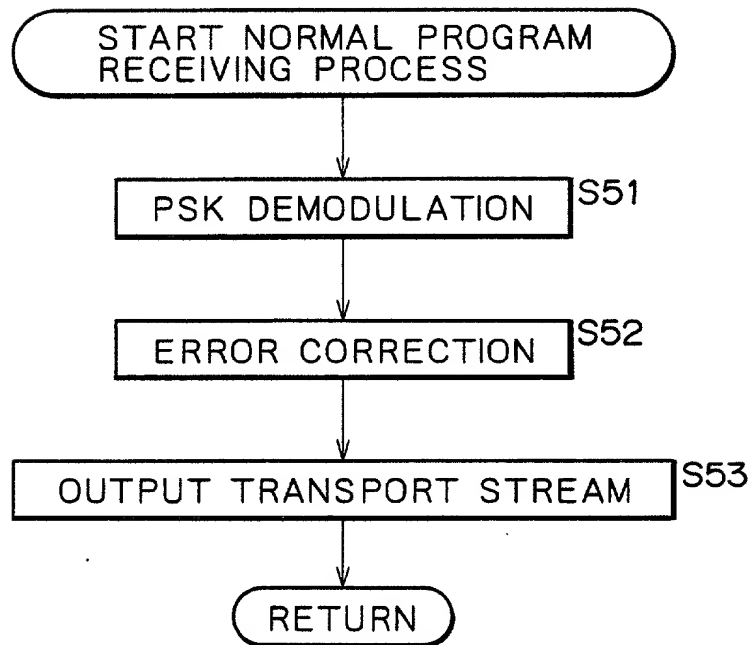 START NORMAL PROGRAM
RECEIVING PROCESS
PSK DEMODULATION
S51
ERROR CORRECTION
S52
OUTPUT TRANSPORT STREAM
S53
RETURN